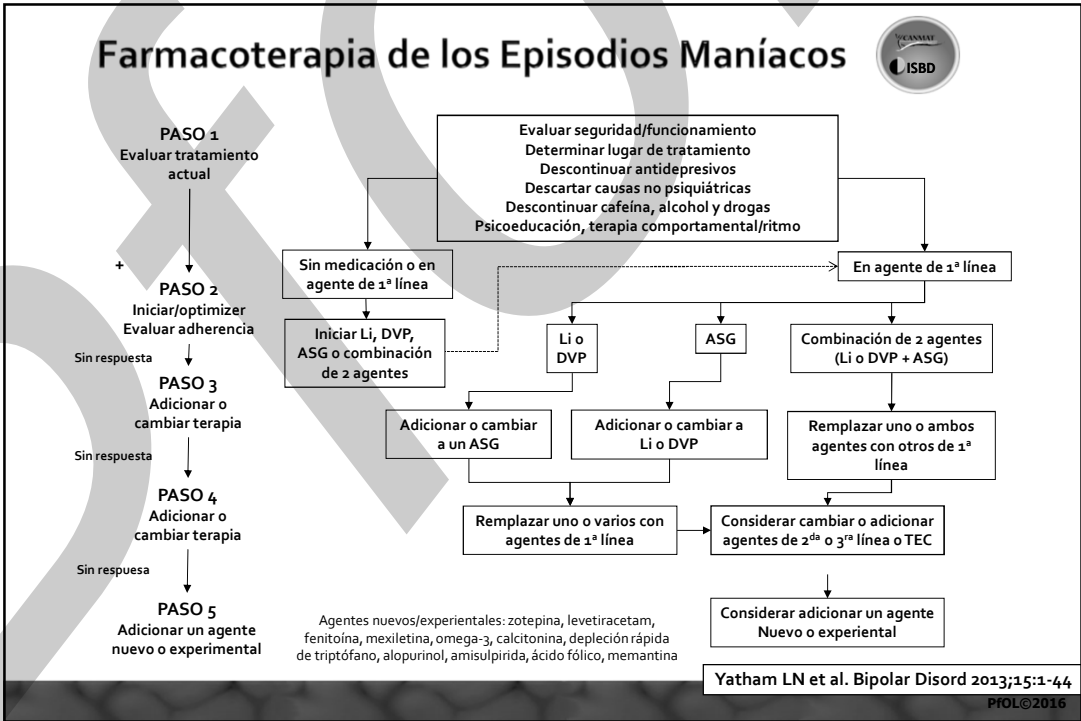 Farmacoterapia de los Episodios Maníacos
CANMAT
ISBD
PASO 1
Evaluar tratamiento
actual
+
PASO 2
Iniciar/optimizer
Evaluar adherencia
Sin respuesta
PASO 3
Adicionar o
cambiar terapia
Sin respuesta
PASO 4
Adicionar o
cambiar terapia
Sin respuesa
PASO 5
Adicionar un agente
nuevo o experimental
Evaluar seguridad/funcionamiento
Determinar lugar de tratamiento
Descontinuar antidepresivos
Descartar causas no psiquiátricas
Descontinuar cafeína, alcohol y drogas
Psicoeducación, terapia comportamental/ritmo
Sin medicación o en
agente de 1ª línea
En agente de 1ª línea
Iniciar Li, DVP,
ASG o combinación
de 2 agentes
Li o
DVP
ASG
Combinación de 2 agentes
(Li o DVP + ASG)
Adicionar o cambiar
a un ASG
Adicionar o cambiar a
Li o DVP
Remplazar uno o ambos
agentes con otros de 1ª
línea
Remplazar uno o varios con
agentes de 1ª línea
Considerar cambiar o adicionar
agentes de 2da o 3ra línea o TEC
Considerar adicionar un agente
Nuevo o experiental
Agentes nuevos/experientales: zotepina, levetiracetam,
fenitoína, mexiletina, omega-3, calcitonina, depleción rápida
de triptófano, alopurinol, amisulpirida, ácido fólico, memantina
Yatham LN et al. Bipolar Disord 2013;15:1-44
PfOL©2016